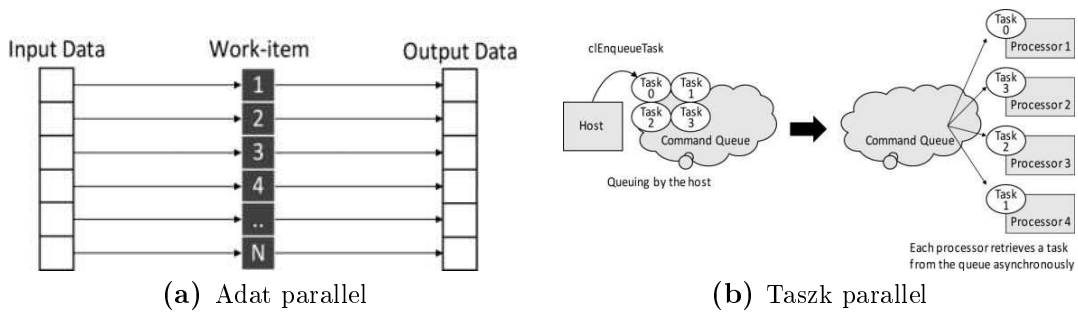 Input Data
Work-item
Output Data
1
2
3
4
..
N
(a) Adat parallel
clEnqueueTask
Host
Task 0
Task 1
Task 2
Task 3
Command Queue
Queuing by the host
Command Queue
Task 0
Processor 1
Task 3
Processor 2
Task 2
Processor 3
Task 1
Processor 4
Each processor retrieves a task
from the queue asynchronously
(b) Taszk parallel